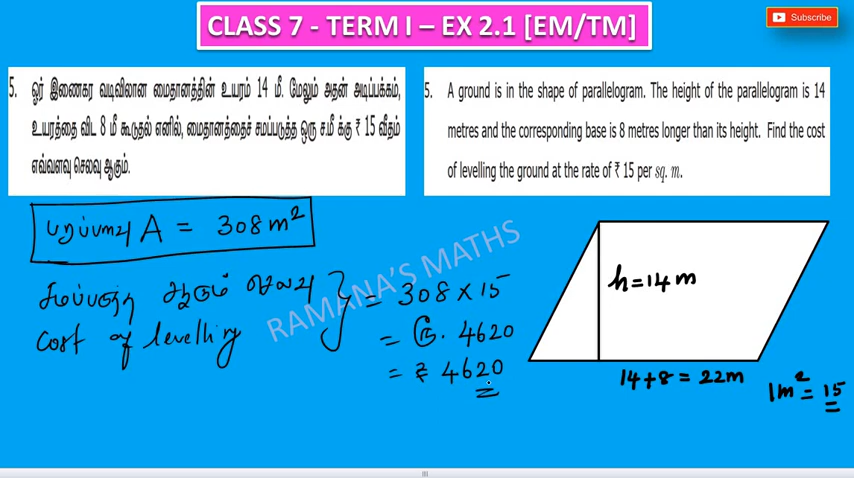 CLASS 7 - TERM I – EX 2.1 [EM/TM]
Subscribe
5. ஓர் இணைகர வடிவிலான மைதானத்தின் உயரம் 14 மீ. மேலும் அதன் அடிப்பக்கம்,
உயரத்தை விட 8 மீ கூடுதல் எனில், மைதானத்தைச் சமப்படுத்த ஒரு ச.மீ க்கு ₹ 15 வீதம்
எவ்வளவு செலவு ஆகும்.
5. A ground is in the shape of parallelogram. The height of the parallelogram is 14
metres and the corresponding base is 8 metres longer than its height. Find the cost
of levelling the ground at the rate of ₹ 15 per sq. m.
பரப்பளவு A = 308 m²
சமப்படுத்த ஆகும் செலவு
Cost of levelling
} = 308 × 15
= ரூ. 4620
= ₹ 4620
RAMANA'S MATHS
h = 14 m
14 + 8 = 22 m
1 m² = 15